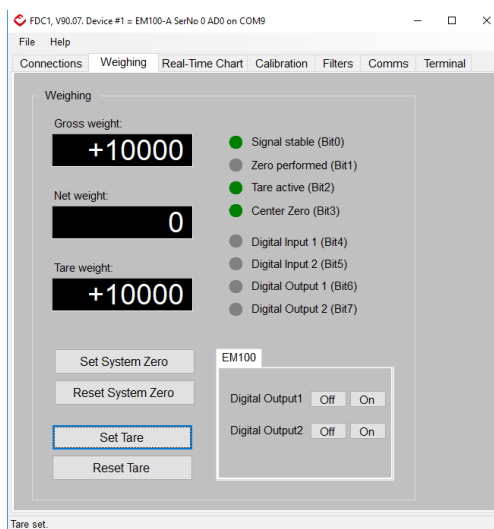 FDC1, V90.07. Device #1 = EM100-A SerNo 0 AD0 on COM9
File Help
Connections Weighing Real-Time Chart Calibration Filters Comms Terminal
Weighing
Gross weight:
+10000
Signal stable (Bit0)
Zero performed (Bit1)
Tare active (Bit2)
Net weight:
Center Zero (Bit3)
0
Digital Input 1 (Bit4)
Digital Input 2 (Bit5)
Tare weight:
+10000
Digital Output 1 (Bit6)
Digital Output 2 (Bit7)
Set System Zero
EM100
Reset System Zero
Digital Output1 Off On
Set Tare
Digital Output2 Off On
Reset Tare
Tare set.